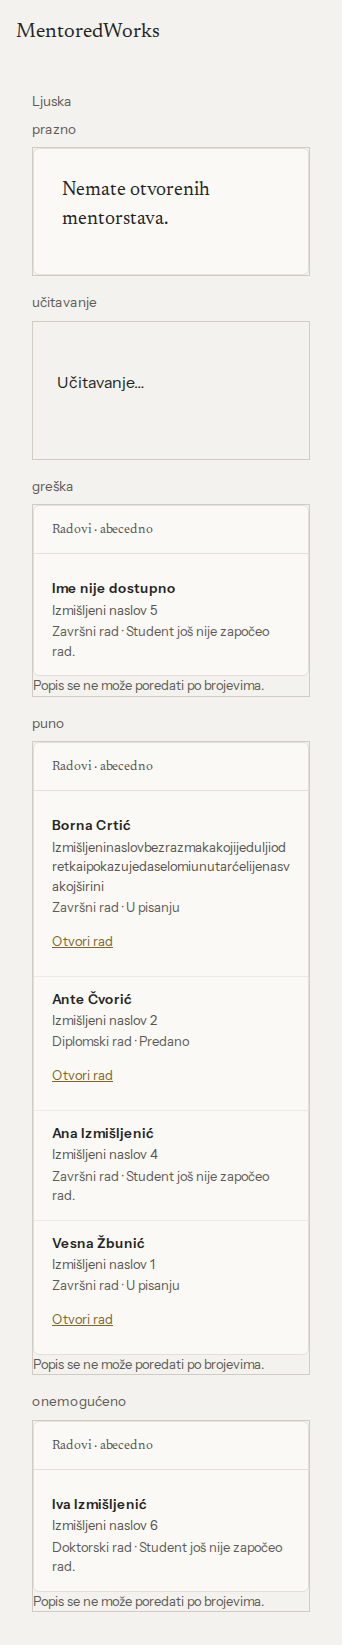 MentoredWorks
Ljuska
prazno
Nemate otvorenih
mentorstava.
učitavanje
Učitavanje…
greška
Radovi · abecedno
Ime nije dostupno
Izmišljeni naslov 5
Završni rad · Student još nije započeo
rad.
Popis se ne može poredati po brojevima.
puno
Radovi · abecedno
Borna Crtić
Izmišljeninaslovbezrazmakakojijeduljiod
retkaipokazujedaselomiunutarćelijenasv
akojširini
Završni rad · U pisanju
Otvori rad
Ante Čvorić
Izmišljeni naslov 2
Diplomski rad · Predano
Otvori rad
Ana Izmišljenić
Izmišljeni naslov 4
Završni rad · Student još nije započeo
rad.
Vesna Žbunić
Izmišljeni naslov 1
Završni rad · U pisanju
Otvori rad
Popis se ne može poredati po brojevima.
onemogućeno
Radovi · abecedno
Iva Izmišljenić
Izmišljeni naslov 6
Doktorski rad · Student još nije započeo
rad.
Popis se ne može poredati po brojevima.